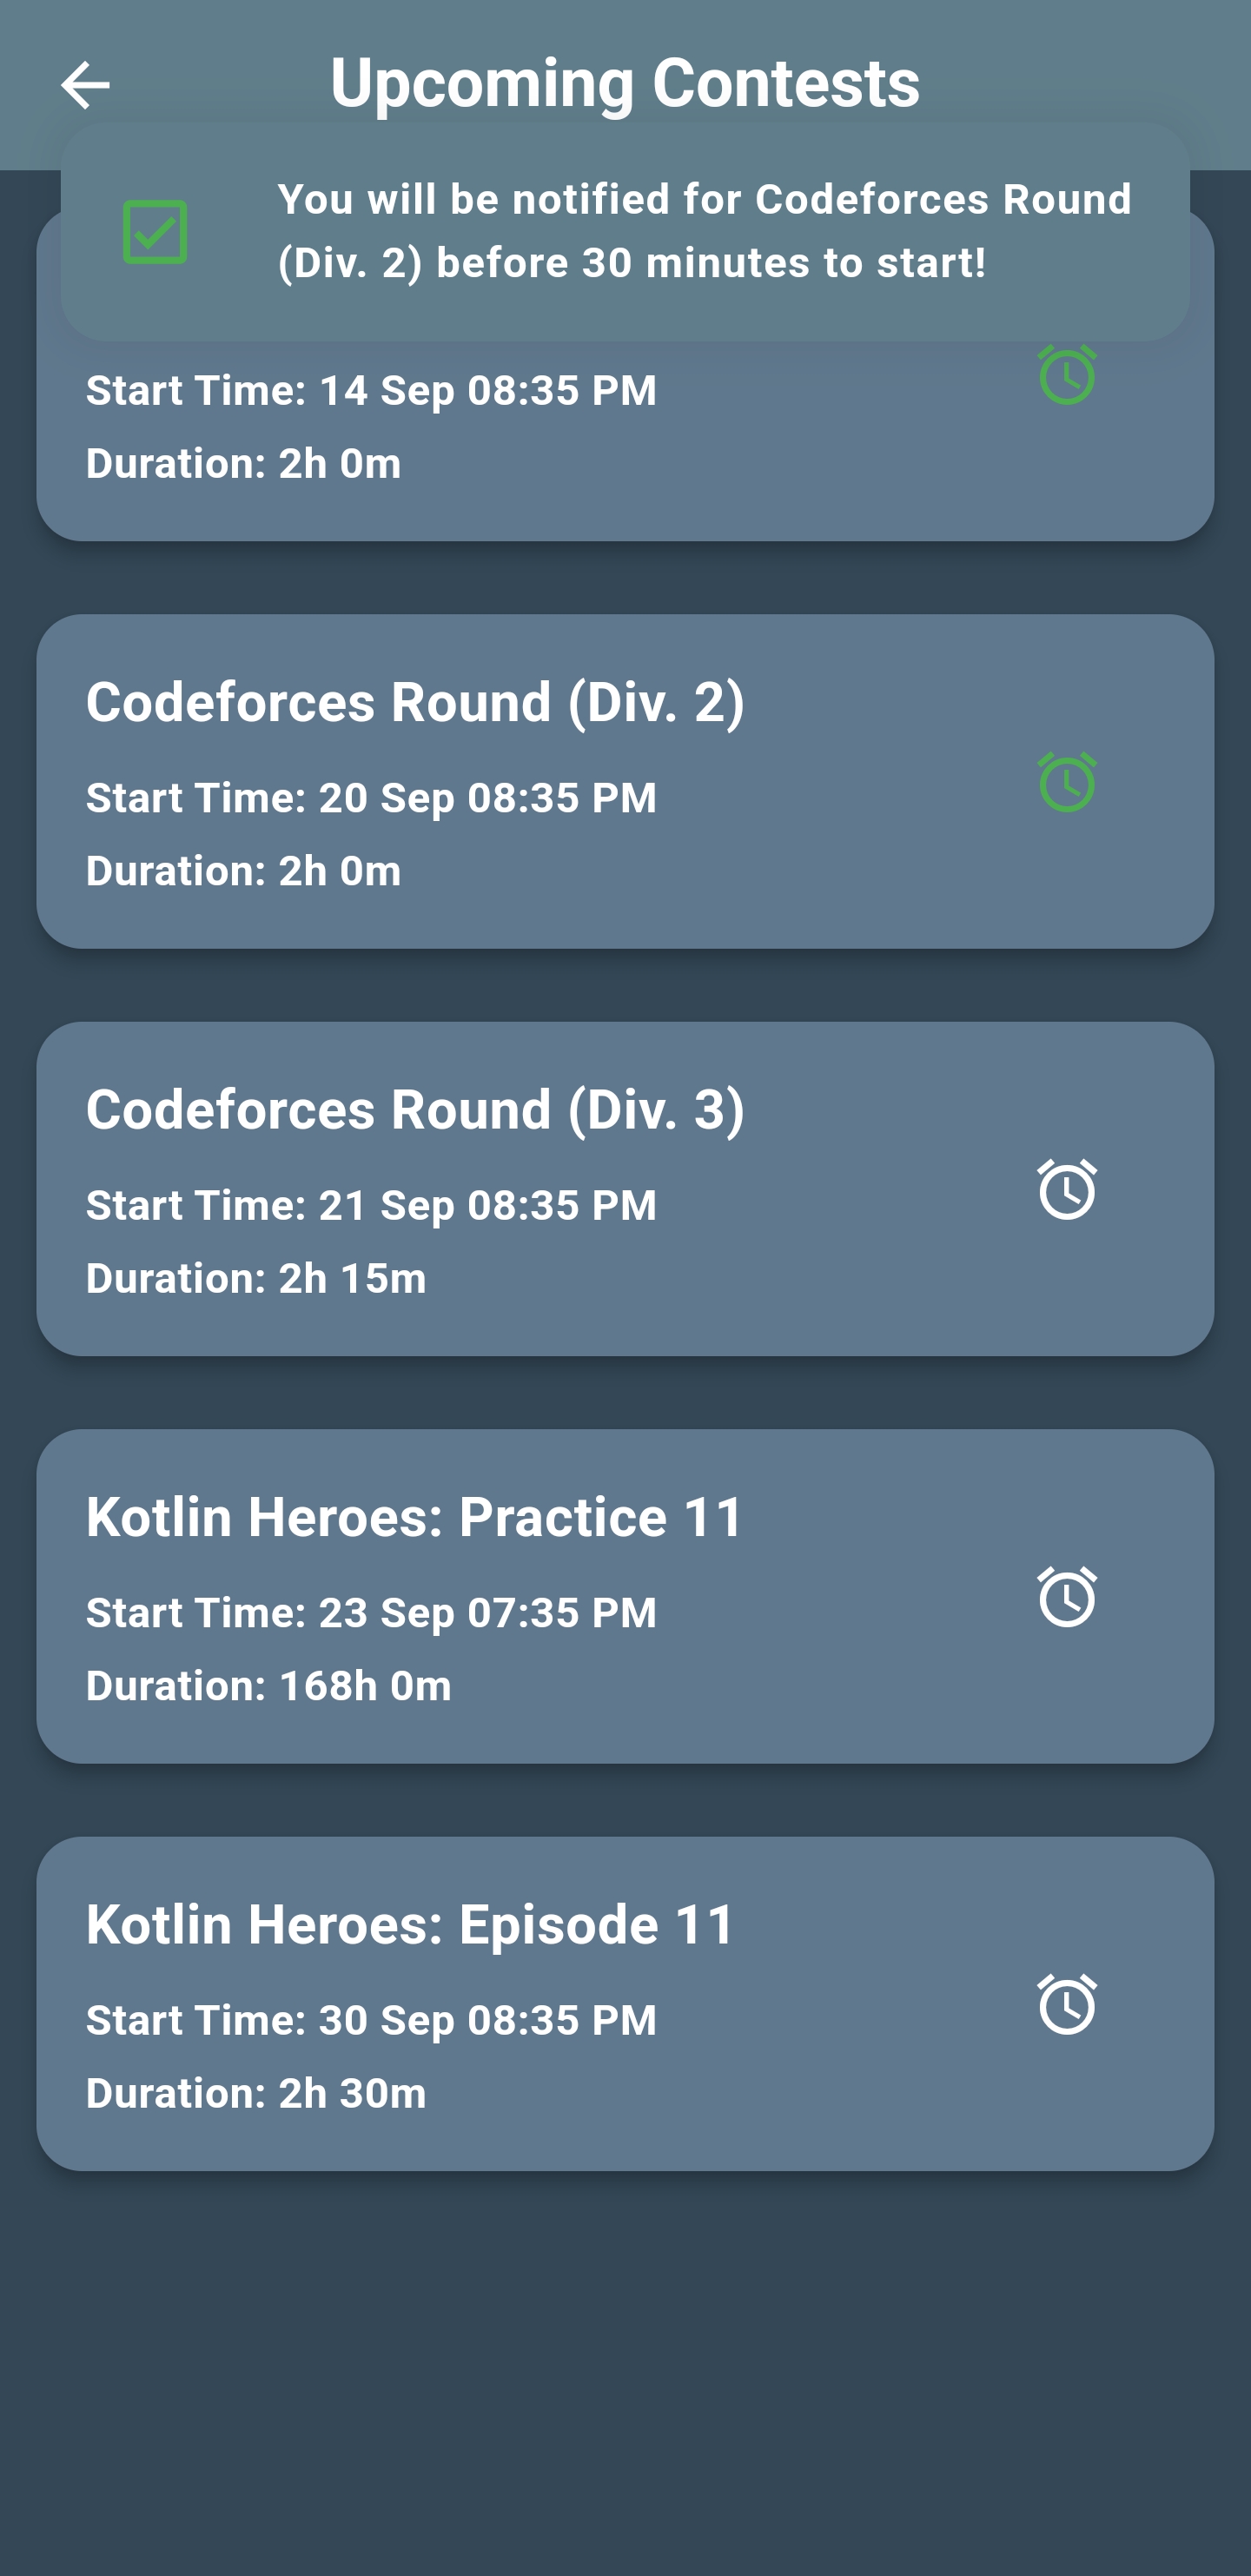 Upcoming Contests
You will be notified for Codeforces Round
(Div. 2) before 30 minutes to start!
Start Time: 14 Sep 08:35 PM
Duration: 2h 0m
Codeforces Round (Div. 2)
Start Time: 20 Sep 08:35 PM
Duration: 2h 0m
Codeforces Round (Div. 3)
Start Time: 21 Sep 08:35 PM
Duration: 2h 15m
Kotlin Heroes: Practice 11
Start Time: 23 Sep 07:35 PM
Duration: 168h 0m
Kotlin Heroes: Episode 11
Start Time: 30 Sep 08:35 PM
Duration: 2h 30m